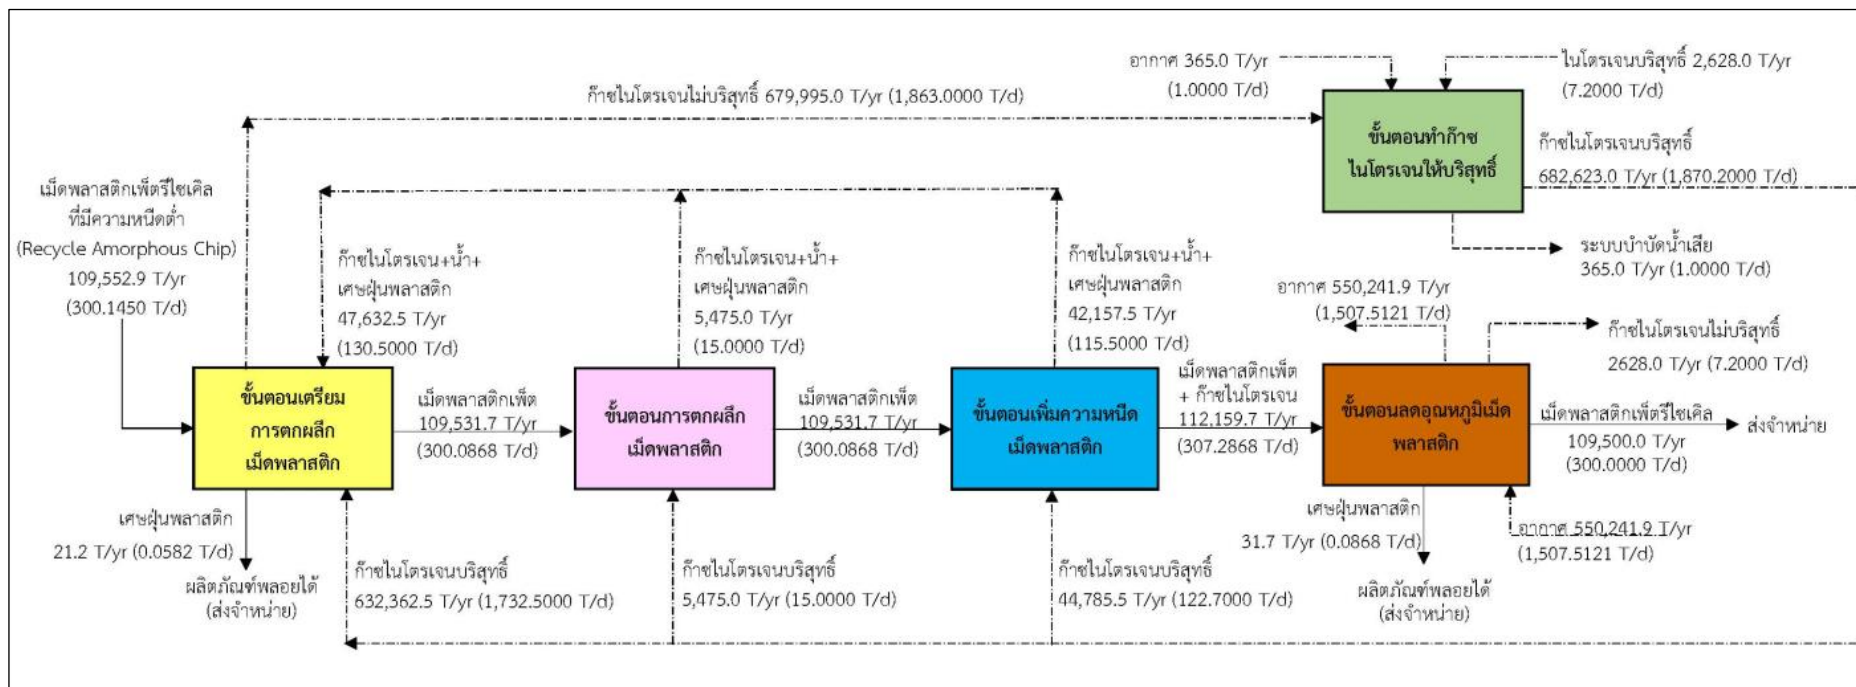 อากาศ 365.0 T/yr
(1.0000 T/d)
ไนโตรเจนบริสุทธิ์ 2,628.0 T/yr
(7.2000 T/d)
ก๊าซไนโตรเจนไม่บริสุทธิ์ 679,995.0 T/yr (1,863.0000 T/d)
ขั้นตอนทำก๊าซ
ไนโตรเจนให้บริสุทธิ์
ก๊าซไนโตรเจนบริสุทธิ์
682,623.0 T/yr (1,870.2000 T/d)
ระบบบำบัดน้ำเสีย
365.0 T/yr (1.0000 T/d)
เม็ดพลาสติกเพ็ตรีไซเคิล
ที่มีความหนืดต่ำ
(Recycle Amorphous Chip)
109,552.9 T/yr
(300.1450 T/d)
ก๊าซไนโตรเจน+น้ำ+
เศษฝุ่นพลาสติก
47,632.5 T/yr
(130.5000 T/d)
ก๊าซไนโตรเจน+น้ำ+
เศษฝุ่นพลาสติก
5,475.0 T/yr
(15.0000 T/d)
ก๊าซไนโตรเจน+น้ำ+
เศษฝุ่นพลาสติก
42,157.5 T/yr
(115.5000 T/d)
อากาศ 550,241.9 T/yr
(1,507.5121 T/d)
ก๊าซไนโตรเจนไม่บริสุทธิ์
2628.0 T/yr (7.2000 T/d)
ขั้นตอนเตรียม
การตกผลึก
เม็ดพลาสติก
เม็ดพลาสติกเพ็ต
109,531.7 T/yr
(300.0868 T/d)
ขั้นตอนการตกผลึก
เม็ดพลาสติก
เม็ดพลาสติกเพ็ต
109,531.7 T/yr
(300.0868 T/d)
ขั้นตอนเพิ่มความหนืด
เม็ดพลาสติก
เม็ดพลาสติกเพ็ต
+ ก๊าซไนโตรเจน
112,159.7 T/yr
(307.2868 T/d)
ขั้นตอนลดอุณหภูมิเม็ด
พลาสติก
เม็ดพลาสติกเพ็ตรีไซเคิล
109,500.0 T/yr
(300.0000 T/d)
ส่งจำหน่าย
เศษฝุ่นพลาสติก
21.2 T/yr (0.0582 T/d)
ผลิตภัณฑ์พลอยได้
(ส่งจำหน่าย)
ก๊าซไนโตรเจนบริสุทธิ์
632,362.5 T/yr (1,732.5000 T/d)
ก๊าซไนโตรเจนบริสุทธิ์
5,475.0 T/yr (15.0000 T/d)
ก๊าซไนโตรเจนบริสุทธิ์
44,785.5 T/yr (122.7000 T/d)
เศษฝุ่นพลาสติก
31.7 T/yr (0.0868 T/d)
ผลิตภัณฑ์พลอยได้
(ส่งจำหน่าย)
อากาศ 550,241.9 T/yr
(1,507.5121 T/d)